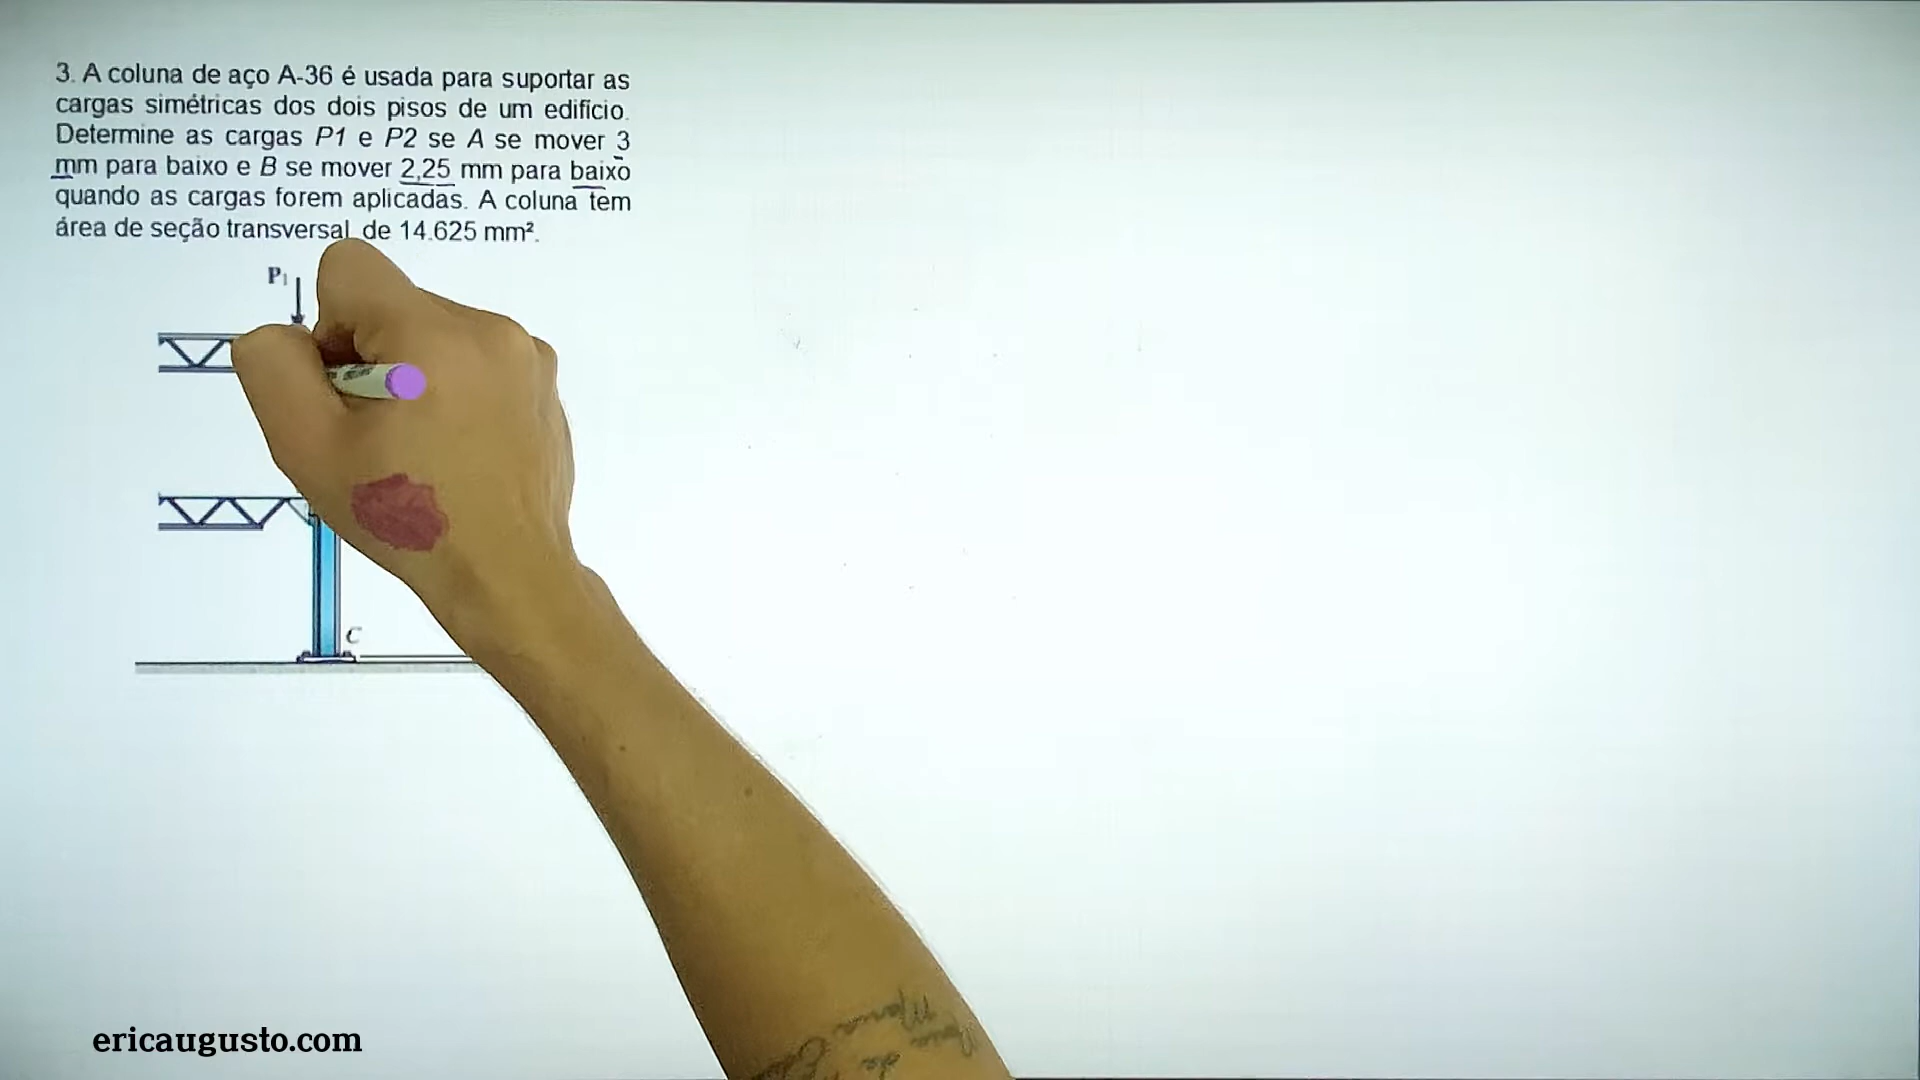 3. A coluna de aço A-36 é usada para suportar as
cargas simétricas dos dois pisos de um edifício.
Determine as cargas P1 e P2 se A se mover 3
mm para baixo e B se mover 2,25 mm para baixo
quando as cargas forem aplicadas. A coluna tem
área de seção transversal de 14.625 mm².
P₁
C
ericaugusto.com